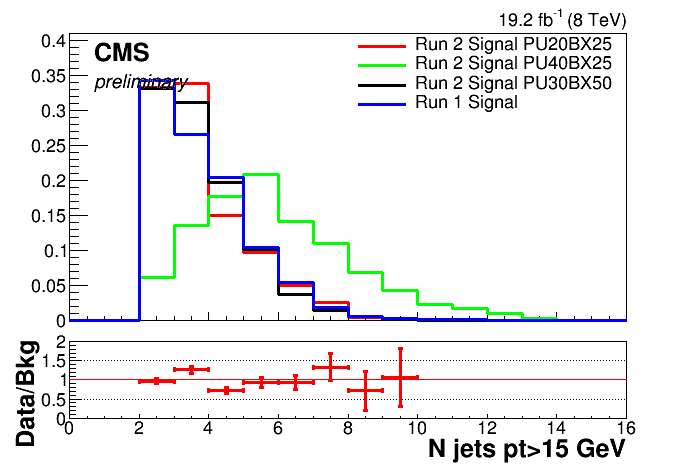 19.2 fb-1 (8 TeV)
CMS
preliminary
Run 2 Signal PU20BX25
Run 2 Signal PU40BX25
Run 2 Signal PU30BX50
Run 1 Signal
0.4
0.35
0.3
0.25
0.2
0.15
0.1
0.05
0
Data/Bkg
2
1.5
1
0.5
0
0 2 4 6 8 10 12 14 16
N jets pt>15 GeV